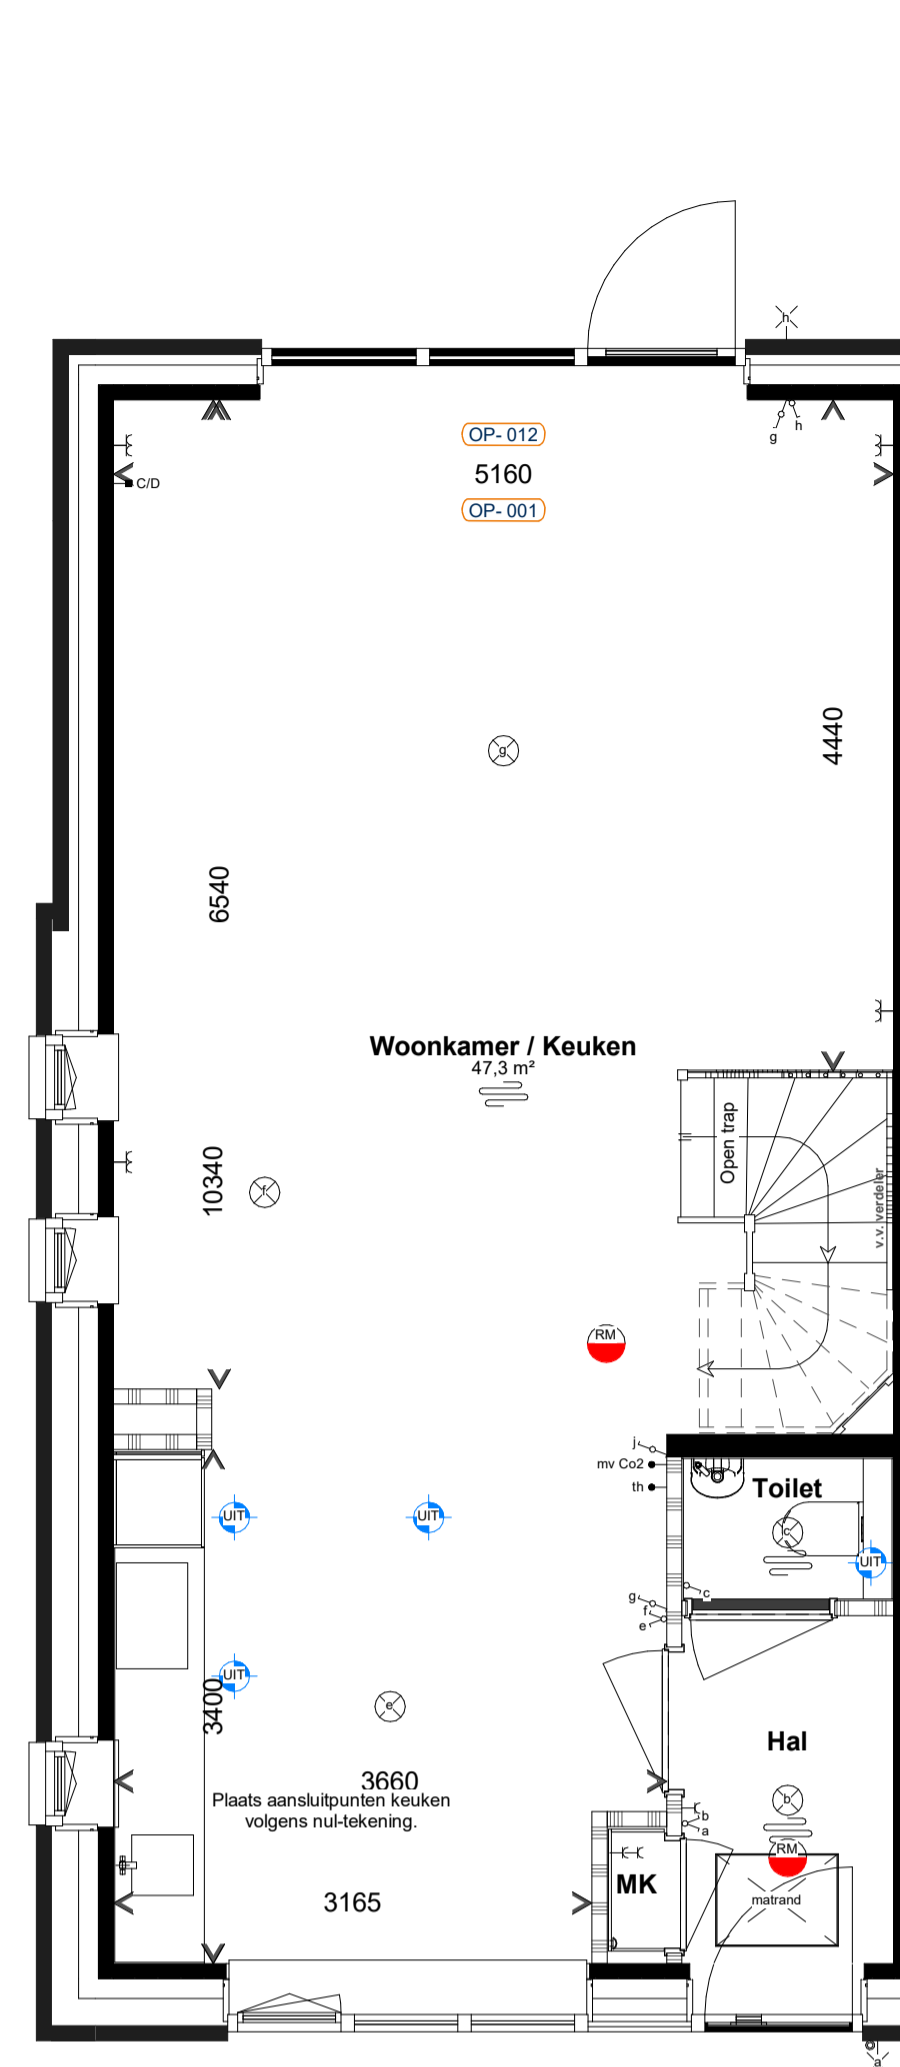 h
g
h
OP- 012
5160
C/D
OP- 001
4440
g
6540
Woonkamer / Keuken
47,3 m²
Open trap
10340
f
v.v. verdeler
RM
j
mv Co2
th
Toilet
UIT
UIT
c
UIT
c
g
f
e
UIT
3400
e
Hal
3660
Plaats aansluitpunten keuken
volgens nul-tekening.
b
b
a
RM
MK
matrand
3165
a